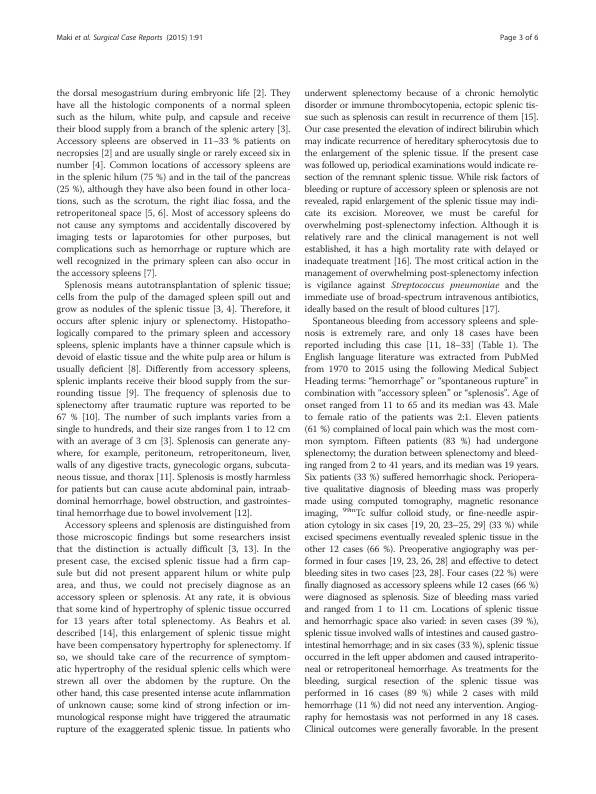 Maki et al. Surgical Case Reports (2015) 1:91
Page 3 of 6
the dorsal mesogastrium during embryonic life [2]. They
have all the histologic components of a normal spleen
such as the hilum, white pulp, and capsule and receive
their blood supply from a branch of the splenic artery [3].
Accessory spleens are observed in 11–33 % patients on
necropsies [2] and are usually single or rarely exceed six in
number [4]. Common locations of accessory spleens are
in the splenic hilum (75 %) and in the tail of the pancreas
(25 %), although they have also been found in other loca-
tions, such as the scrotum, the right iliac fossa, and the
retroperitoneal space [5, 6]. Most of accessory spleens do
not cause any symptoms and accidentally discovered by
imaging tests or laparotomies for other purposes, but
complications such as hemorrhage or rupture which are
well recognized in the primary spleen can also occur in
the accessory spleens [7].
Splenosis means autotransplantation of splenic tissue;
cells from the pulp of the damaged spleen spill out and
grow as nodules of the splenic tissue [3, 4]. Therefore, it
occurs after splenic injury or splenectomy. Histopatho-
logically compared to the primary spleen and accessory
spleens, splenic implants have a thinner capsule which is
devoid of elastic tissue and the white pulp area or hilum is
usually deficient [8]. Differently from accessory spleens,
splenic implants receive their blood supply from the sur-
rounding tissue [9]. The frequency of splenosis due to
splenectomy after traumatic rupture was reported to be
67 % [10]. The number of such implants varies from a
single to hundreds, and their size ranges from 1 to 12 cm
with an average of 3 cm [3]. Splenosis can generate any-
where, for example, peritoneum, retroperitoneum, liver,
walls of any digestive tracts, gynecologic organs, subcuta-
neous tissue, and thorax [11]. Splenosis is mostly harmless
for patients but can cause acute abdominal pain, intraab-
dominal hemorrhage, bowel obstruction, and gastrointes-
tinal hemorrhage due to bowel involvement [12].
Accessory spleens and splenosis are distinguished from
those microscopic findings but some researchers insist
that the distinction is actually difficult [3, 13]. In the
present case, the excised splenic tissue had a firm cap-
sule but did not present apparent hilum or white pulp
area, and thus, we could not precisely diagnose as an
accessory spleen or splenosis. At any rate, it is obvious
that some kind of hypertrophy of splenic tissue occurred
for 13 years after total splenectomy. As Beahrs et al.
described [14], this enlargement of splenic tissue might
have been compensatory hypertrophy for splenectomy. If
so, we should take care of the recurrence of symptom-
atic hypertrophy of the residual splenic cells which were
strewn all over the abdomen by the rupture. On the
other hand, this case presented intense acute inflammation
of unknown cause; some kind of strong infection or im-
munological response might have triggered the atraumatic
rupture of the exaggerated splenic tissue. In patients who
underwent splenectomy because of a chronic hemolytic
disorder or immune thrombocytopenia, ectopic splenic tis-
sue such as splenosis can result in recurrence of them [15].
Our case presented the elevation of indirect bilirubin which
may indicate recurrence of hereditary spherocytosis due to
the enlargement of the splenic tissue. If the present case
was followed up, periodical examinations would indicate re-
section of the remnant splenic tissue. While risk factors of
bleeding or rupture of accessory spleen or splenosis are not
revealed, rapid enlargement of the splenic tissue may indi-
cate its excision. Moreover, we must be careful for
overwhelming post-splenectomy infection. Although it is
relatively rare and the clinical management is not well
established, it has a high mortality rate with delayed or
inadequate treatment [16]. The most critical action in the
management of overwhelming post-splenectomy infection
is vigilance against Streptococcus pneumoniae and the
immediate use of broad-spectrum intravenous antibiotics,
ideally based on the result of blood cultures [17].
Spontaneous bleeding from accessory spleens and sple-
nosis is extremely rare, and only 18 cases have been
reported including this case [11, 18–33] (Table 1). The
English language literature was extracted from PubMed
from 1970 to 2015 using the following Medical Subject
Heading terms: “hemorrhage” or “spontaneous rupture” in
combination with “accessory spleen” or “splenosis”. Age of
onset ranged from 11 to 65 and its median was 43. Male
to female ratio of the patients was 2:1. Eleven patients
(61 %) complained of local pain which was the most com-
mon symptom. Fifteen patients (83 %) had undergone
splenectomy; the duration between splenectomy and bleed-
ing ranged from 2 to 41 years, and its median was 19 years.
Six patients (33 %) suffered hemorrhagic shock. Periopera-
tive qualitative diagnosis of bleeding mass was properly
made using computed tomography, magnetic resonance
imaging, 99mTc sulfur colloid study, or fine-needle aspir-
ation cytology in six cases [19, 20, 23–25, 29] (33 %) while
excised specimens eventually revealed splenic tissue in the
other 12 cases (66 %). Preoperative angiography was per-
formed in four cases [19, 23, 26, 28] and effective to detect
bleeding sites in two cases [23, 28]. Four cases (22 %) were
finally diagnosed as accessory spleens while 12 cases (66 %)
were diagnosed as splenosis. Size of bleeding mass varied
and ranged from 1 to 11 cm. Locations of splenic tissue
and hemorrhagic space also varied: in seven cases (39 %),
splenic tissue involved walls of intestines and caused gastro-
intestinal hemorrhage; and in six cases (33 %), splenic tissue
occurred in the left upper abdomen and caused intraperito-
neal or retroperitoneal hemorrhage. As treatments for the
bleeding, surgical resection of the splenic tissue was
performed in 16 cases (89 %) while 2 cases with mild
hemorrhage (11 %) did not need any intervention. Angiog-
raphy for hemostasis was not performed in any 18 cases.
Clinical outcomes were generally favorable. In the present